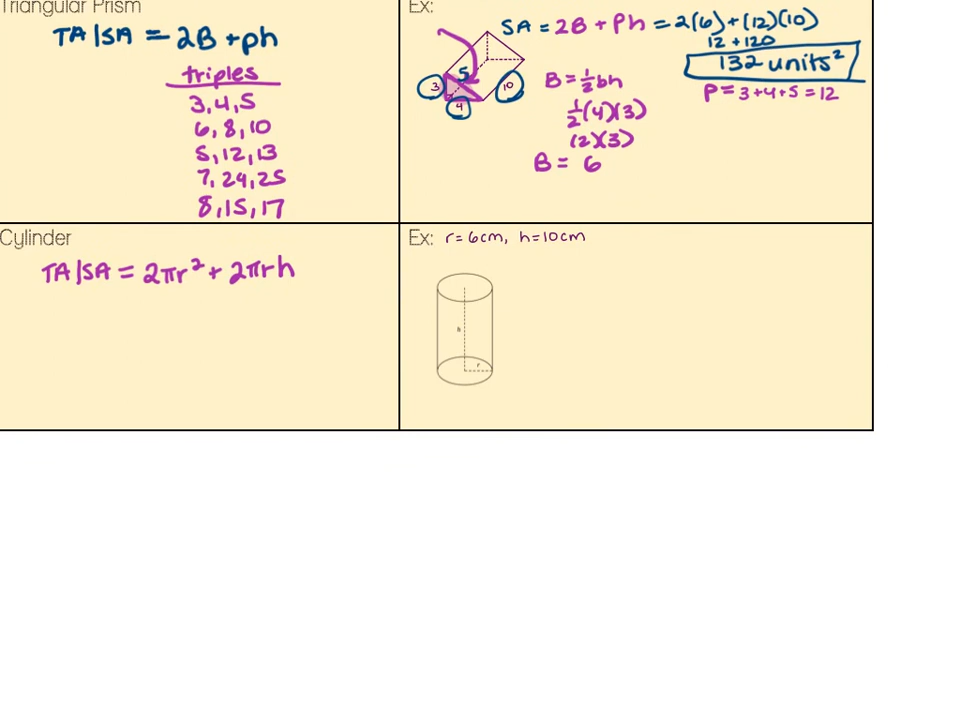 Triangular Prism
TA/SA = 2B + ph
triples
3, 4, 5
6, 8, 10
5, 12, 13
7, 24, 25
8, 15, 17
Ex:
SA = 2B + Ph = 2(6) + (12)(10)
12 + 120
132 units²
P = 3+4+5 = 12
3
5
4
10
B = ½bh
½(4)(3)
(2)(3)
B = 6
Cylinder
TA/SA = 2πr² + 2πrh
Ex: r = 6cm, h = 10cm
h
r